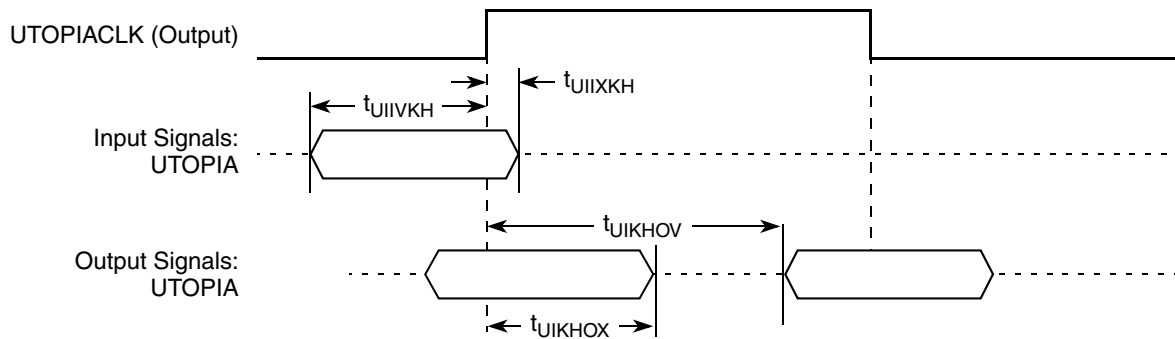 UTOPIACLK (Output)
tUIIXKH
tUIIVKH
Input Signals:
UTOPIA
tUIKHOV
Output Signals:
UTOPIA
tUIKHOX